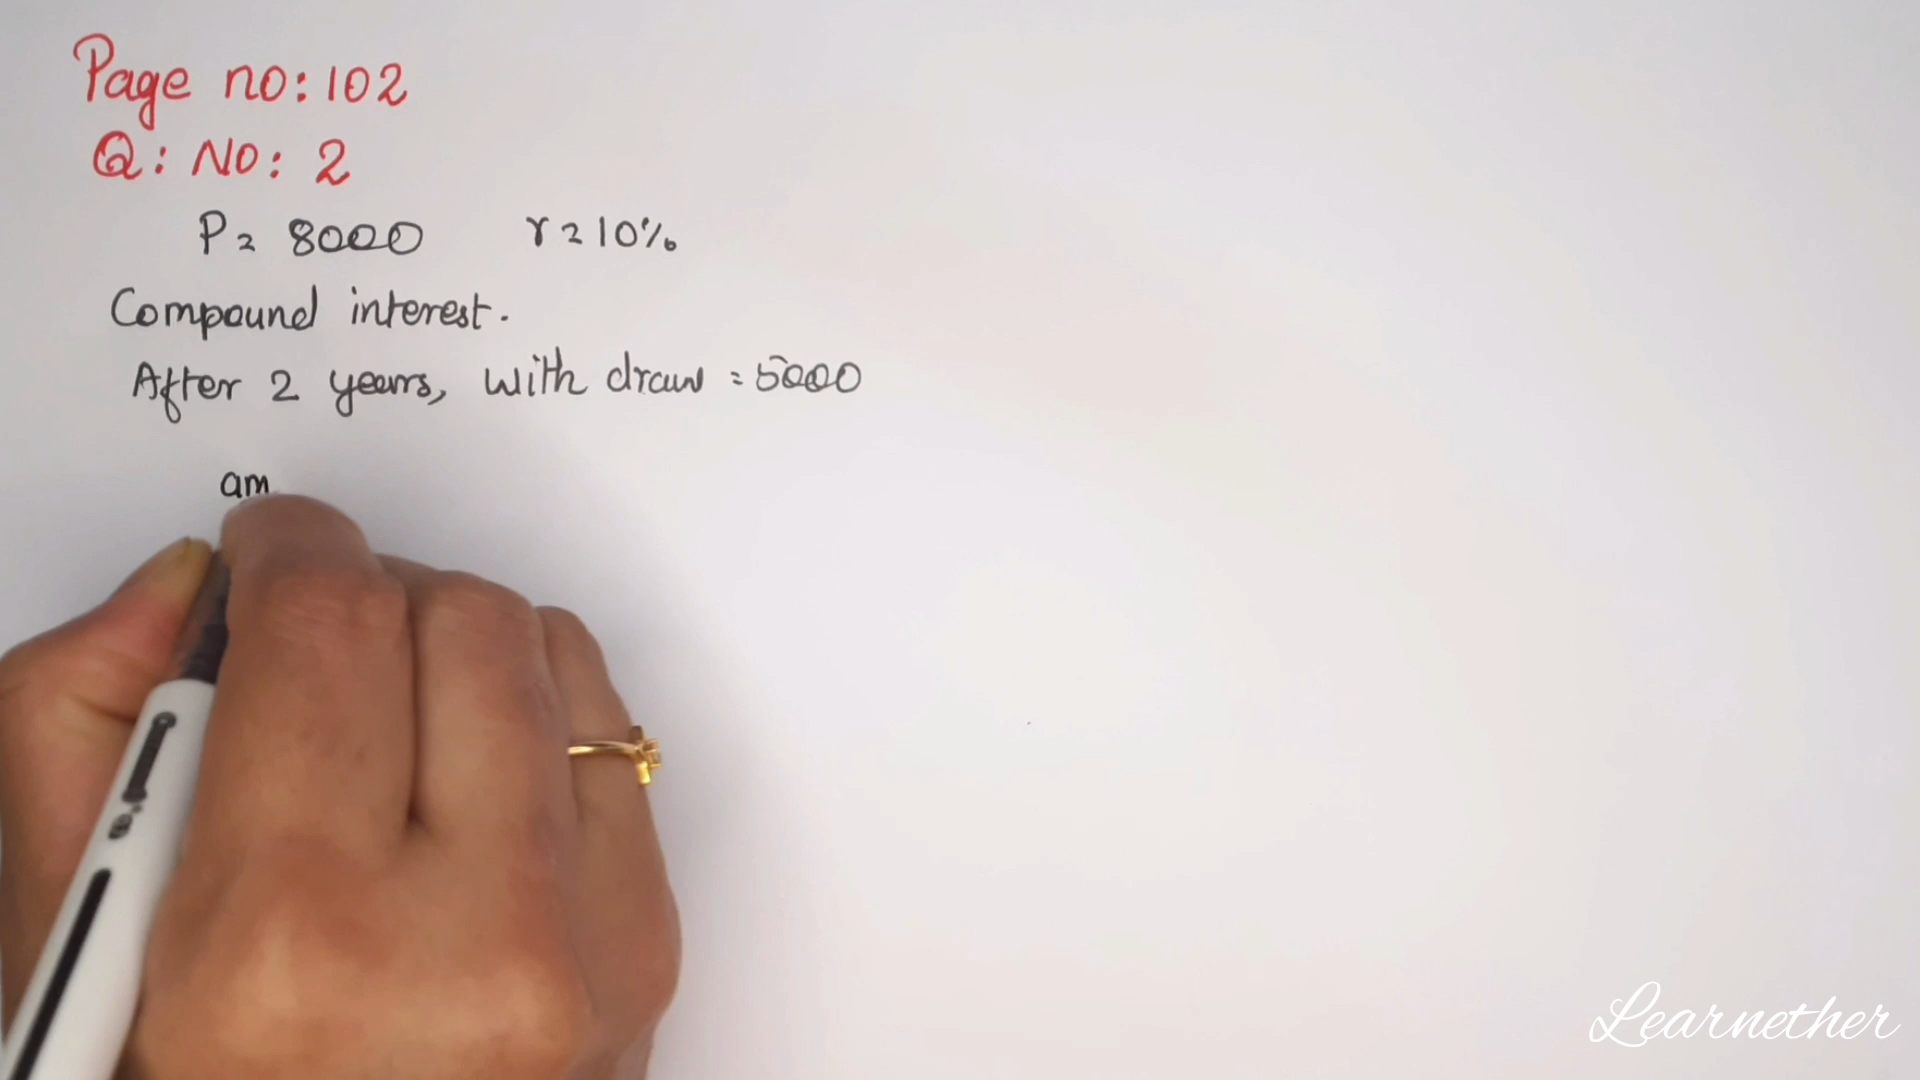 Page no: 102
Q: NO: 2
P = 8000 r = 10%
Compound interest.
After 2 years, with draw = 5000
am
Learnether